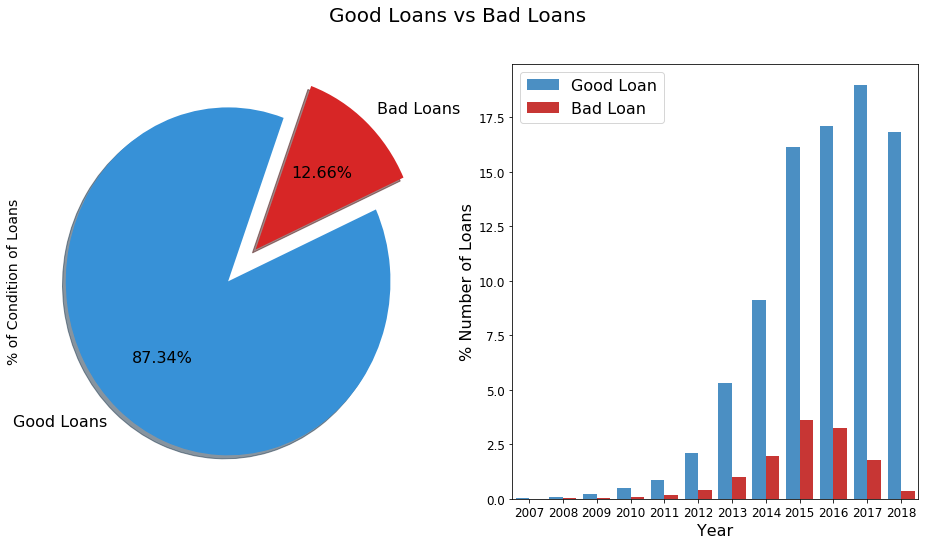 Good Loans vs Bad Loans
% of Condition of Loans
Bad Loans
12.66%
87.34%
Good Loans
% Number of Loans
Good Loan
Bad Loan
17.5
15.0
12.5
10.0
7.5
5.0
2.5
0.0
2007 2008 2009 2010 2011 2012 2013 2014 2015 2016 2017 2018
Year